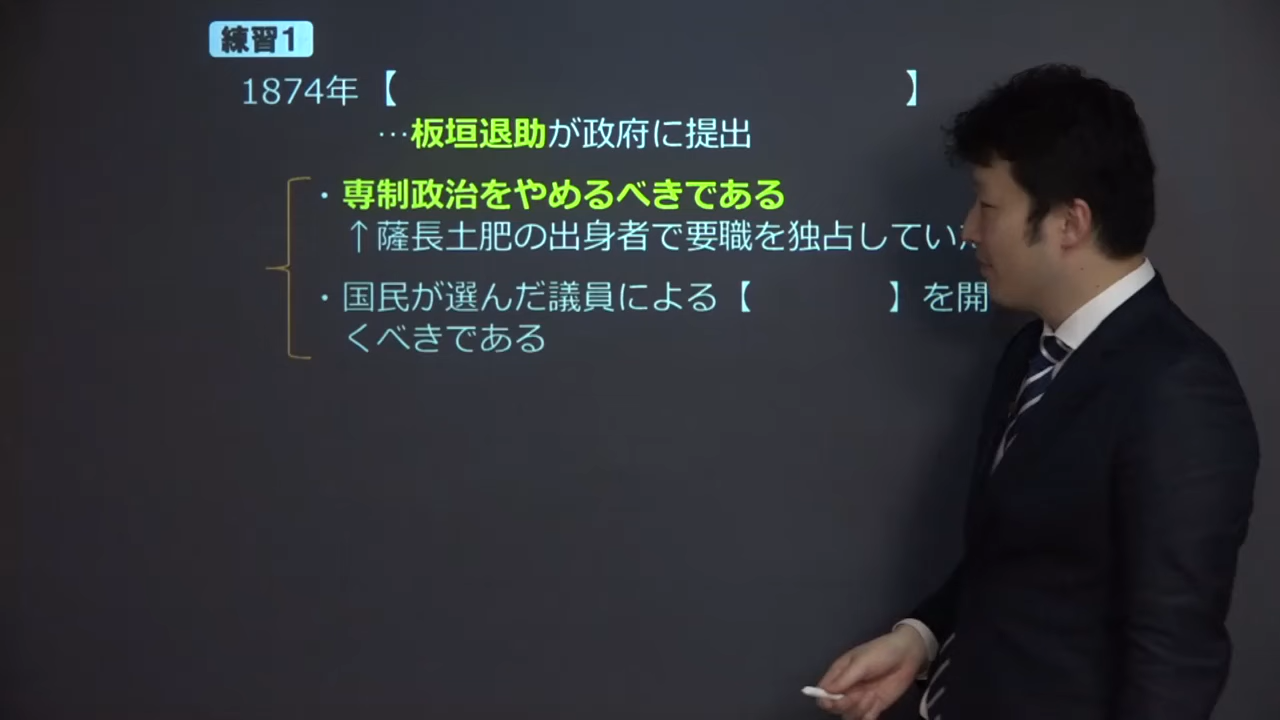 練習1
1874年【 】
…板垣退助が政府に提出
・専制政治をやめるべきである
↑薩長土肥の出身者で要職を独占してい
・国民が選んだ議員による【 】を開
くべきである